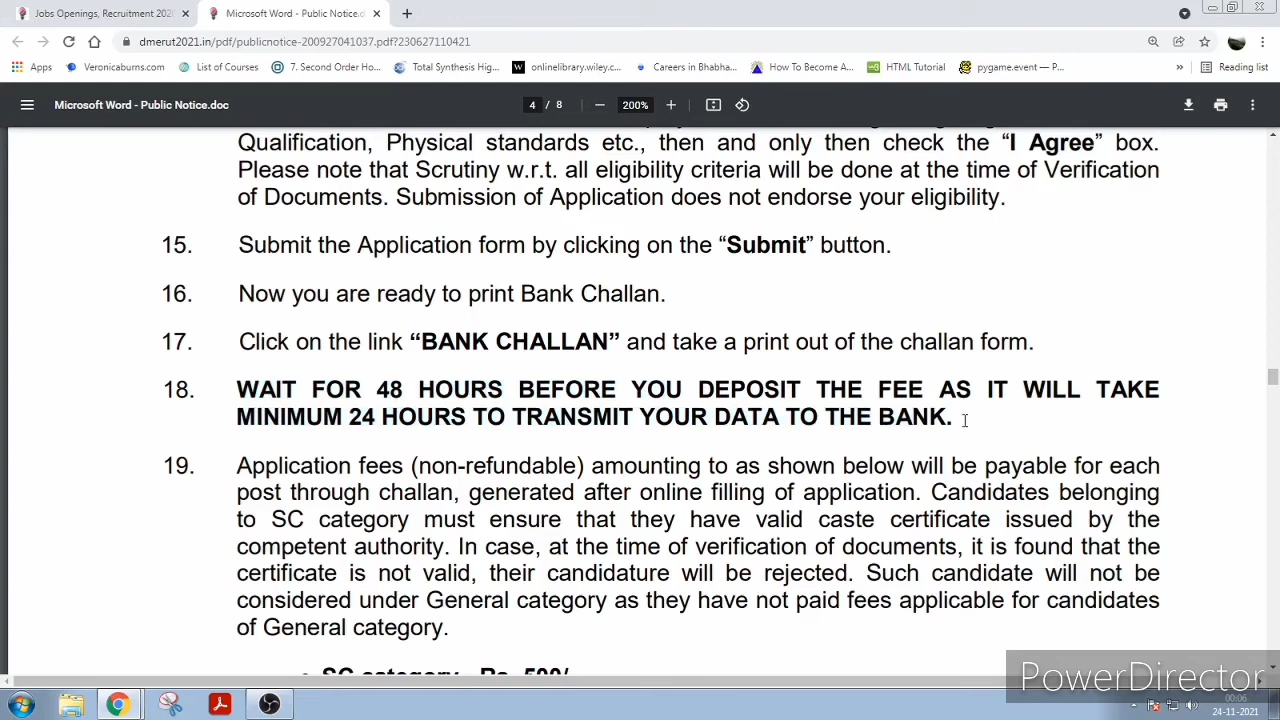 Jobs Openings, Recruitment 202
Microsoft Word - Public Notice.d
dmerut2021.in/pdf/publicnotice-200927041037.pdf?230627110421
Apps
Veronicaburns.com
List of Courses
7. Second Order Ho...
Total Synthesis Hig...
onlinelibrary.wiley.c...
Careers in Bhabha...
How To Become A...
HTML Tutorial
pygame.event — P...
»
Reading list
Microsoft Word - Public Notice.doc
4 / 8
200%
Qualification, Physical standards etc., then and only then check the “I Agree” box.
Please note that Scrutiny w.r.t. all eligibility criteria will be done at the time of Verification
of Documents. Submission of Application does not endorse your eligibility.
15. Submit the Application form by clicking on the “Submit” button.
16. Now you are ready to print Bank Challan.
17. Click on the link “BANK CHALLAN” and take a print out of the challan form.
18. WAIT FOR 48 HOURS BEFORE YOU DEPOSIT THE FEE AS IT WILL TAKE
MINIMUM 24 HOURS TO TRANSMIT YOUR DATA TO THE BANK.
19. Application fees (non-refundable) amounting to as shown below will be payable for each
post through challan, generated after online filling of application. Candidates belonging
to SC category must ensure that they have valid caste certificate issued by the
competent authority. In case, at the time of verification of documents, it is found that the
certificate is not valid, their candidature will be rejected. Such candidate will not be
considered under General category as they have not paid fees applicable for candidates
of General category.
• SC category - Rs. 500/
PowerDirector
00:06
24-11-2021